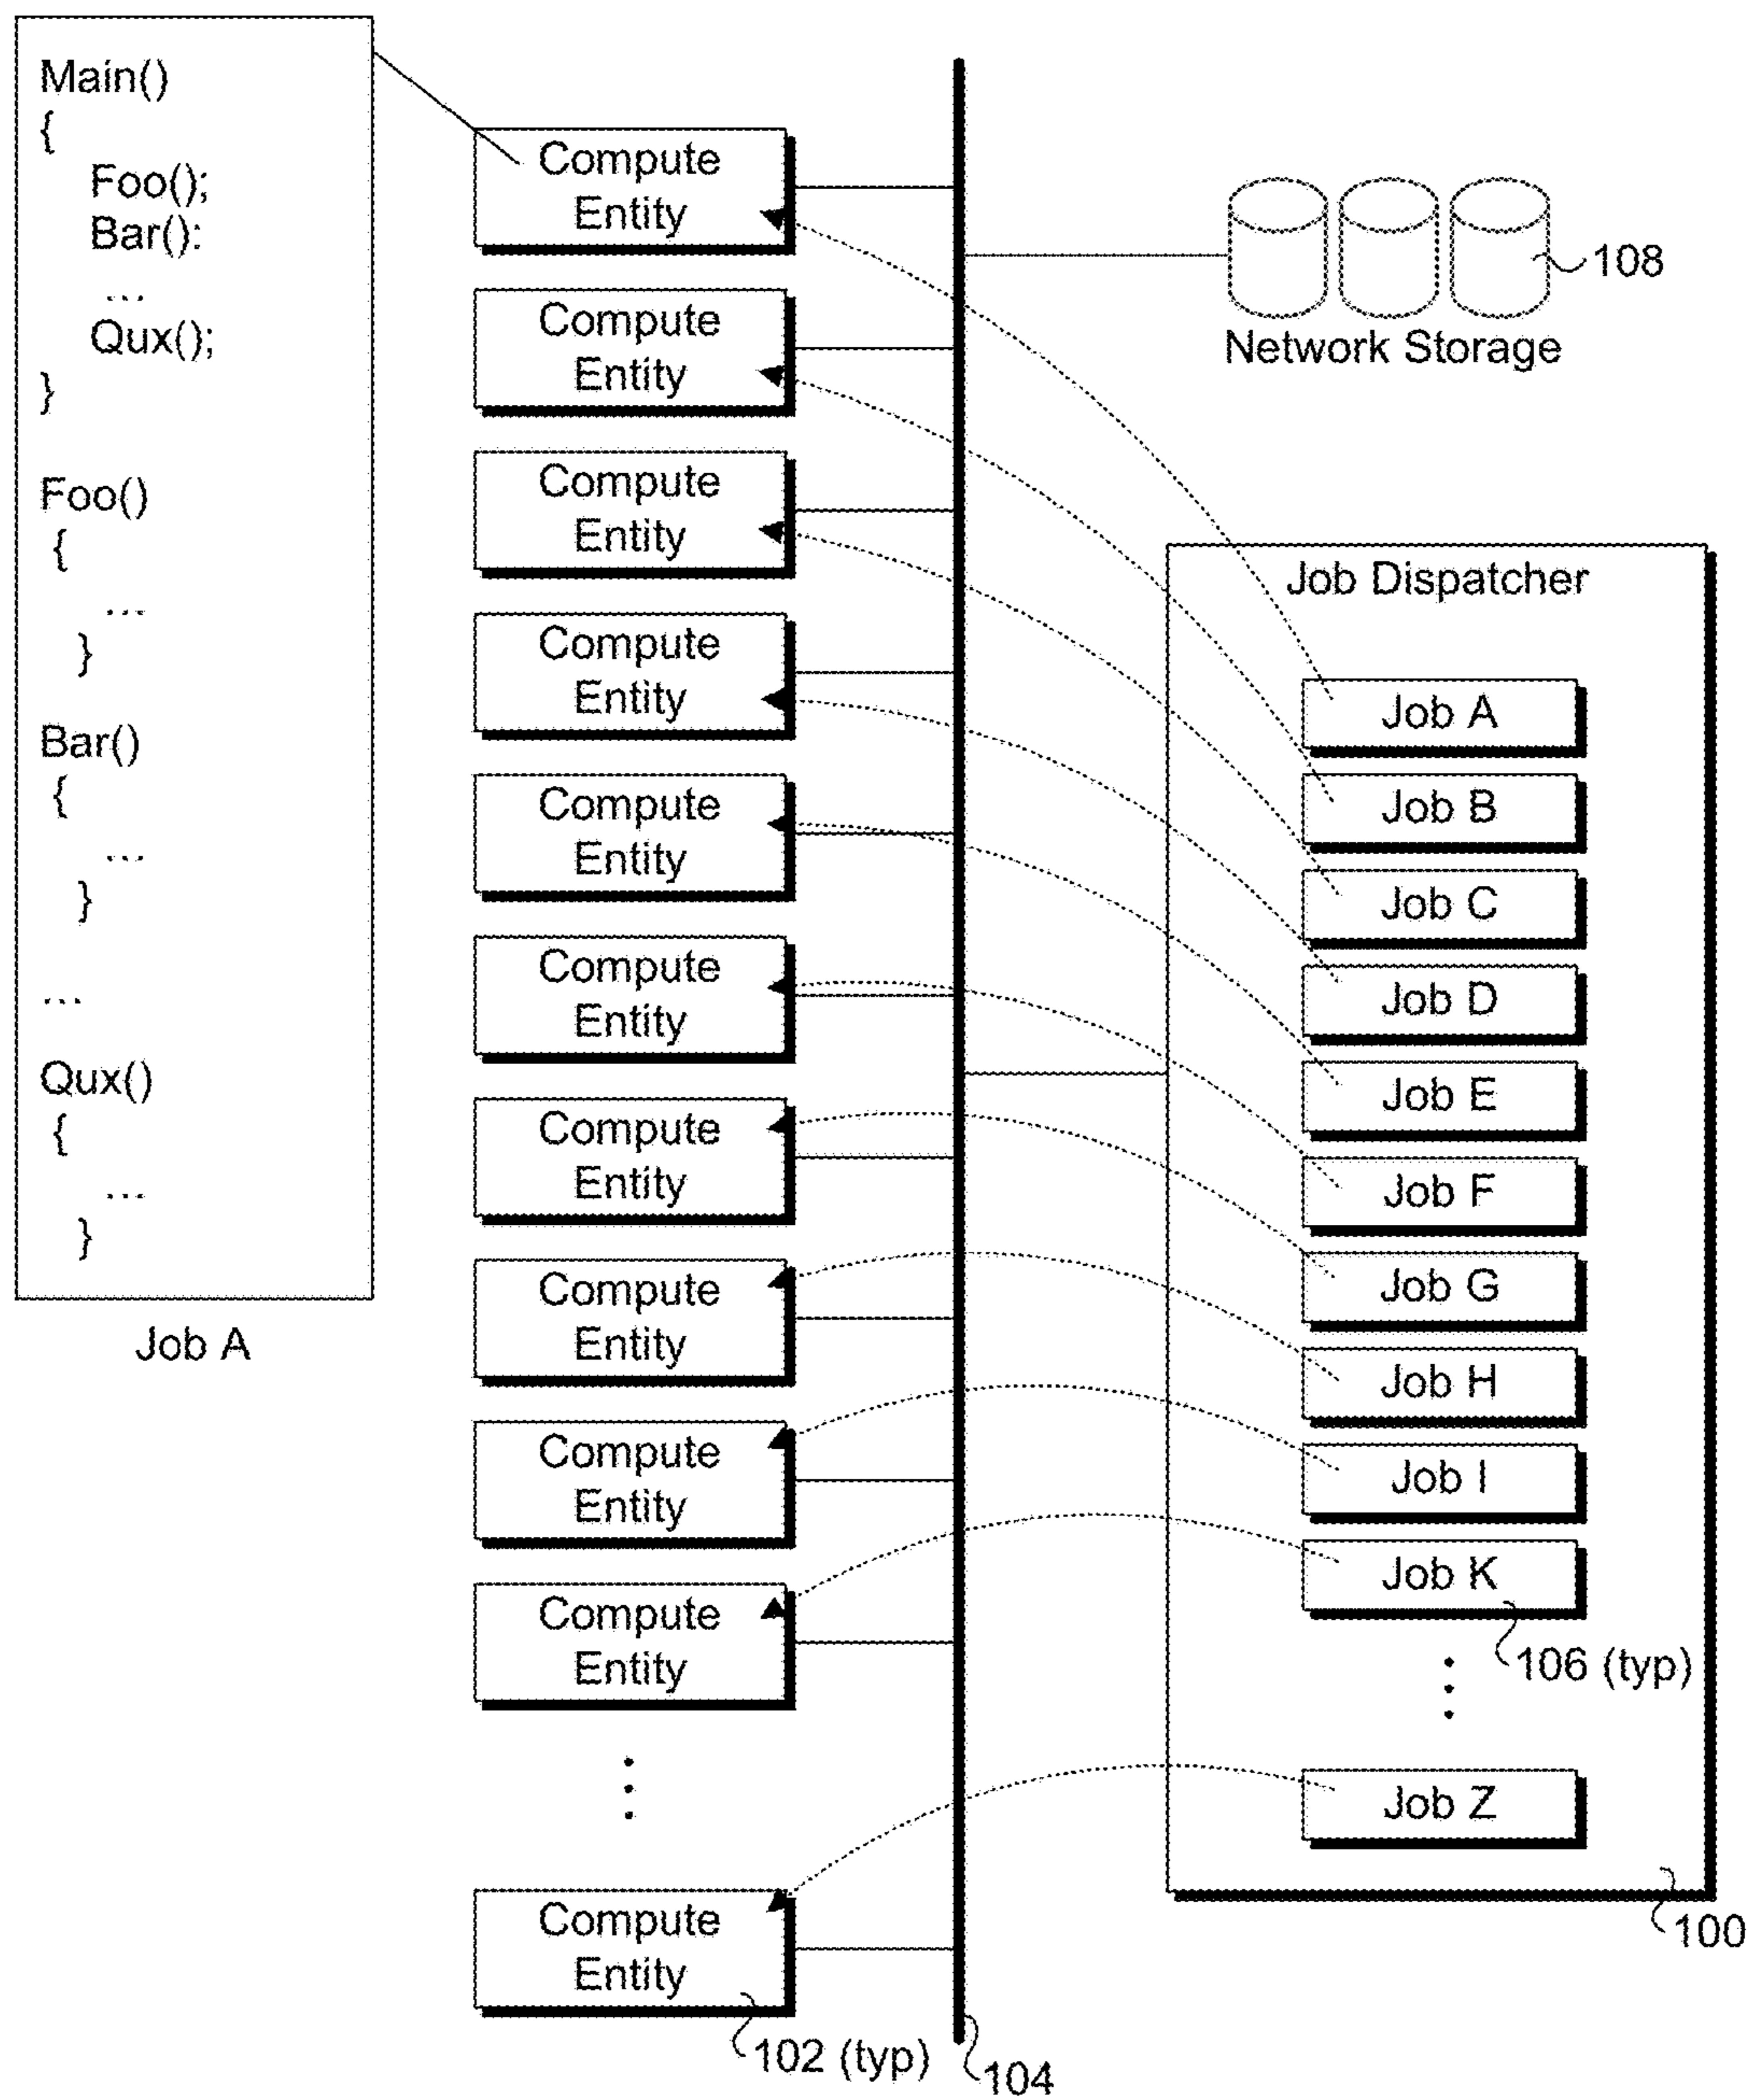 Main()
{
Foo();
Bar():
...
Qux();
}
Foo()
{
...
}
Bar()
{
...
}
...
Qux()
{
...
}
Job A
Compute
Entity
Compute
Entity
Compute
Entity
Compute
Entity
Compute
Entity
Compute
Entity
Compute
Entity
Compute
Entity
Compute
Entity
Compute
Entity
Compute
Entity
102 (typ)
104
108
Network Storage
Job Dispatcher
Job A
Job B
Job C
Job D
Job E
Job F
Job G
Job H
Job I
Job K
106 (typ)
Job Z
100